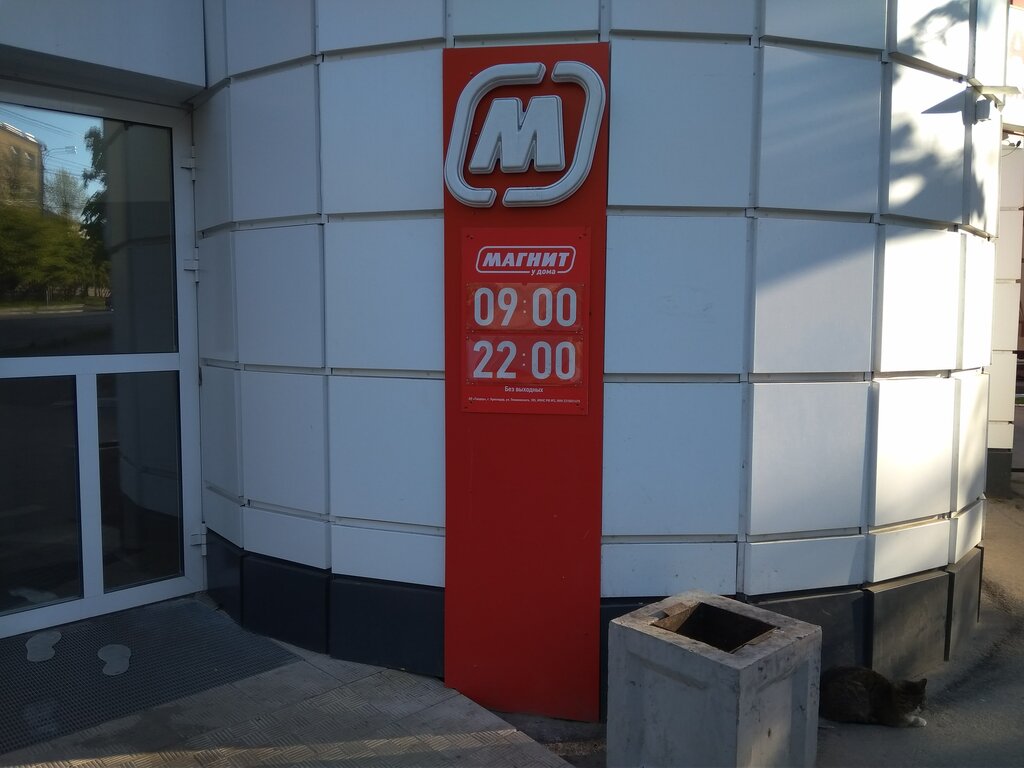 М
МАГНИТ
у дома
09:00
22:00
Без выходных